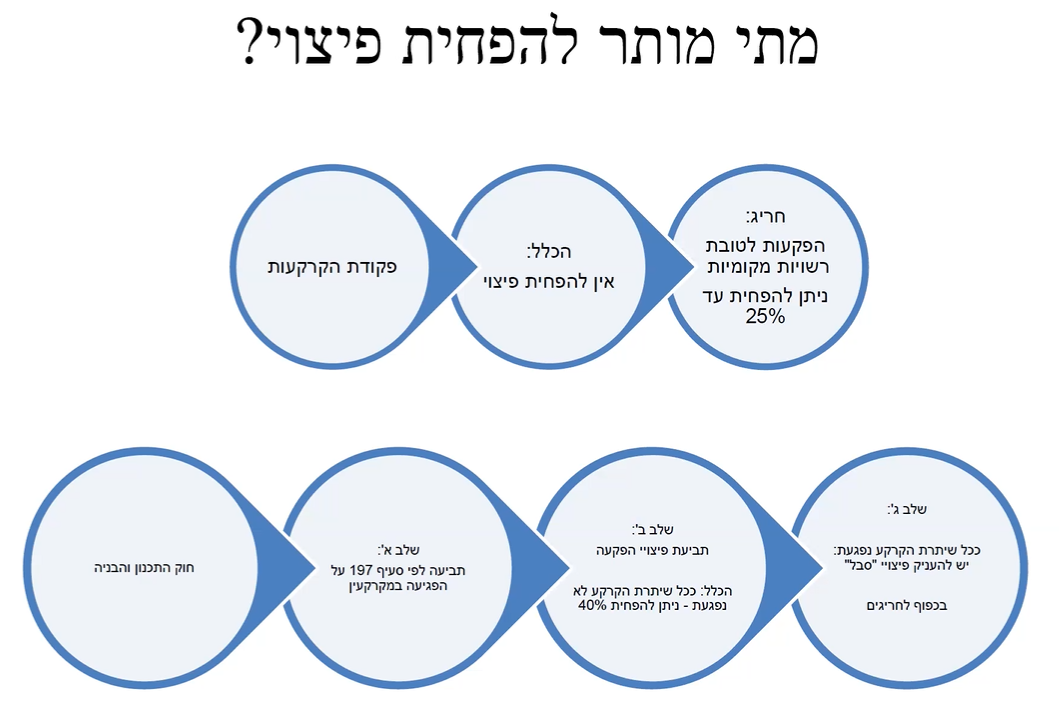 מתי מותר להפחית פיצוי?
פקודת הקרקעות
הכלל:
אין להפחית פיצוי
חריג:
הפקעות לטובת
רשויות מקומיות
ניתן להפחית עד
25%
חוק התכנון והבניה
שלב א':
תביעה לפי סעיף 197 על
הפגיעה במקרקעין
שלב ב':
תביעת פיצויי הפקעה
הכלל: ככל שיתרת הקרקע לא
נפגעת - ניתן להפחית 40%
שלב ג':
ככל שיתרת הקרקע נפגעת:
יש להעניק פיצויי "סבל"
בכפוף לחריגים